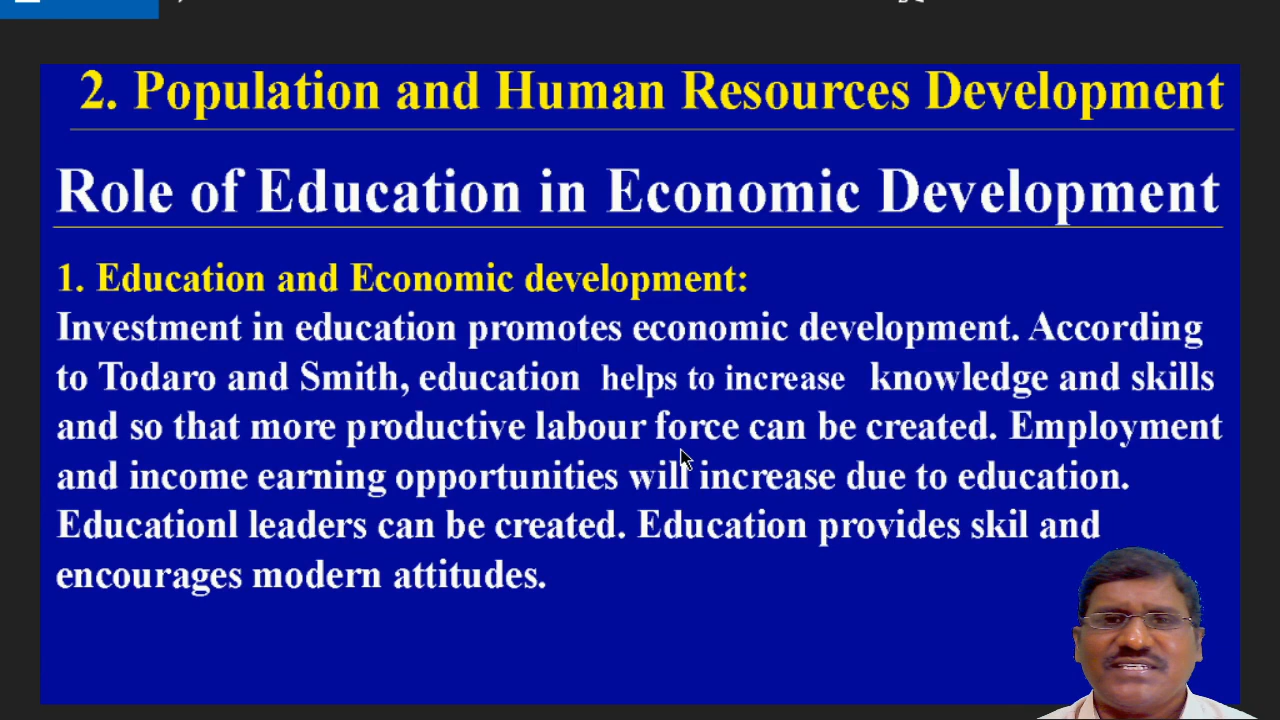 2. Population and Human Resources Development
Role of Education in Economic Development
1. Education and Economic development:
Investment in education promotes economic development. According
to Todaro and Smith, education helps to increase knowledge and skills
and so that more productive labour force can be created. Employment
and income earning opportunities will increase due to education.
Educationl leaders can be created. Education provides skil and
encourages modern attitudes.